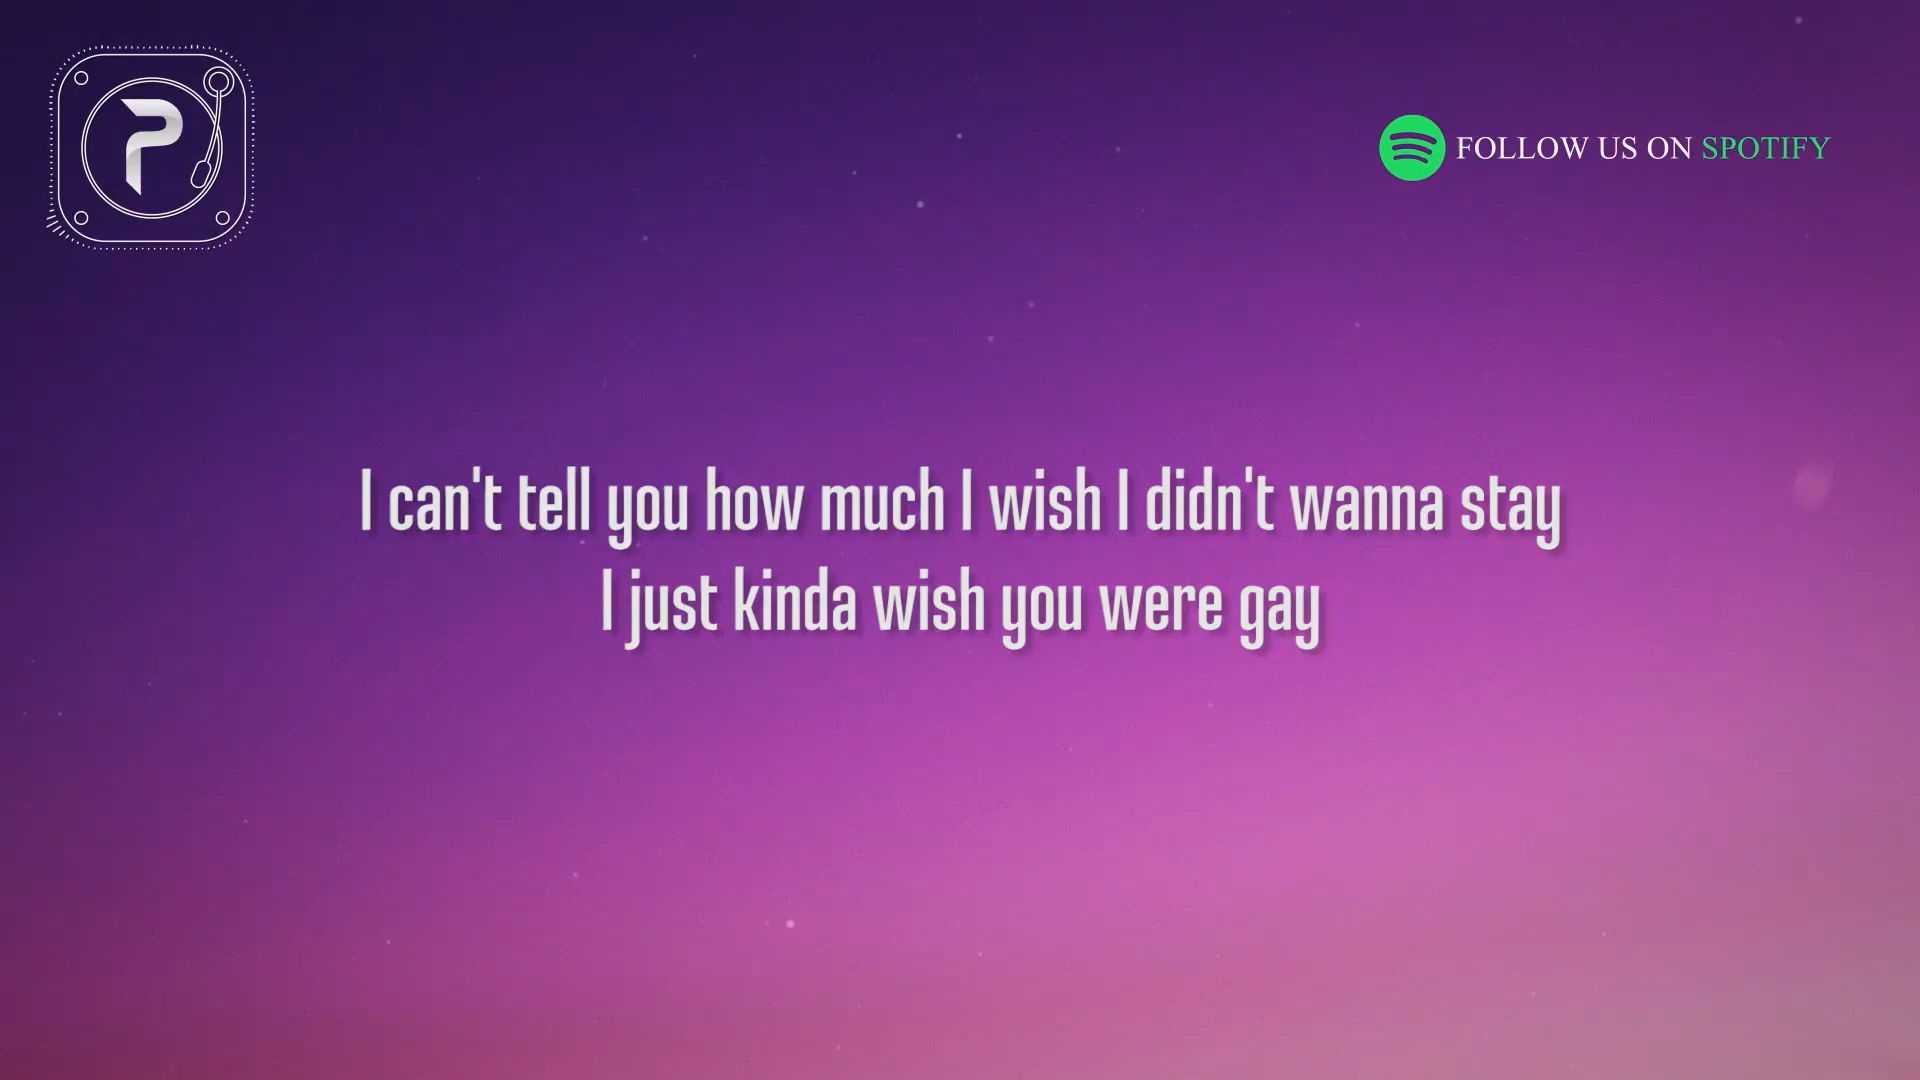 P
FOLLOW US ON SPOTIFY
I can't tell you how much I wish I didn't wanna stay
I just kinda wish you were gay